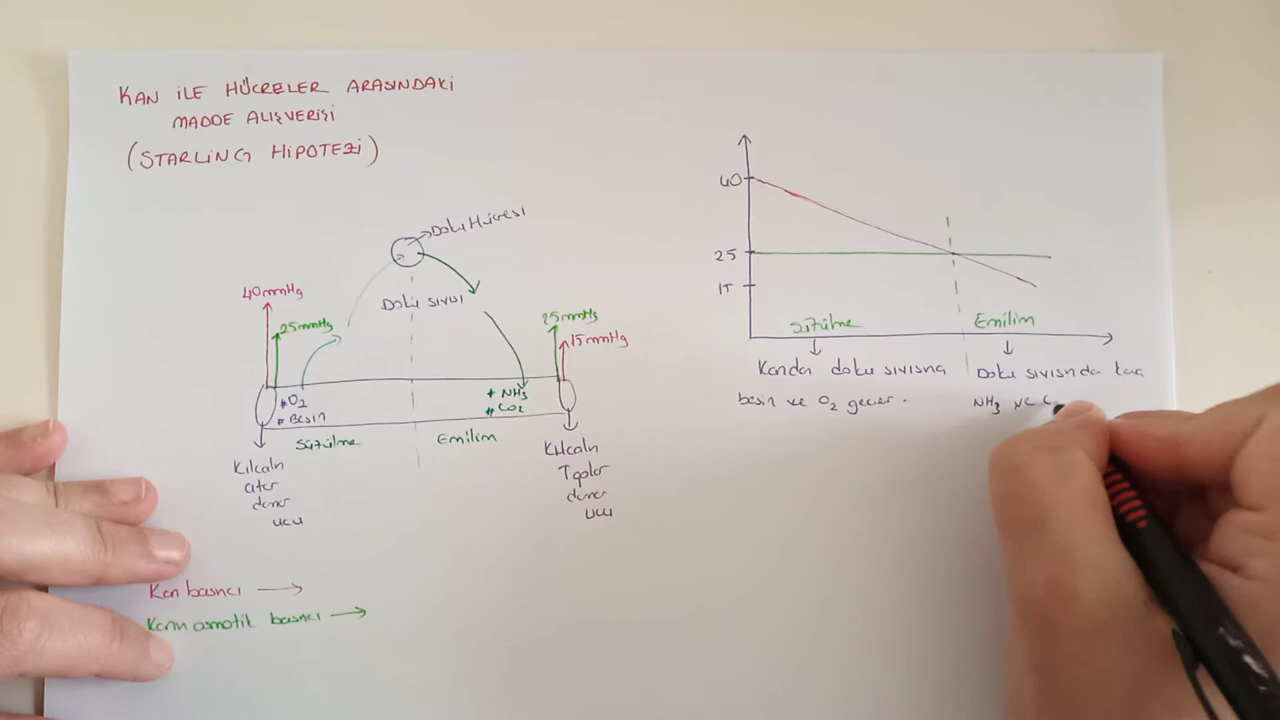 KAN İLE HÜCRELER ARASINDAKİ
MADDE ALIŞVERİŞİ
(STARLİNG HİPOTEZİ)
Doku Hücresi
Doku sıvısı
40mmHg
25mmHg
25mmHg
15mmHg
*O2
*Besin
* NH3
* CO2
Süzülme
Emilim
Kılcalın
atar
damar
ucu
Kılcalın
Toplar
damar
ucu
Kan basıncı →
Kanın osmotik basıncı →
40
25
15
Süzülme
Emilim
Kandan doku sıvısına
besin ve O2 geçer.
Doku sıvısından kana
NH3 ve C